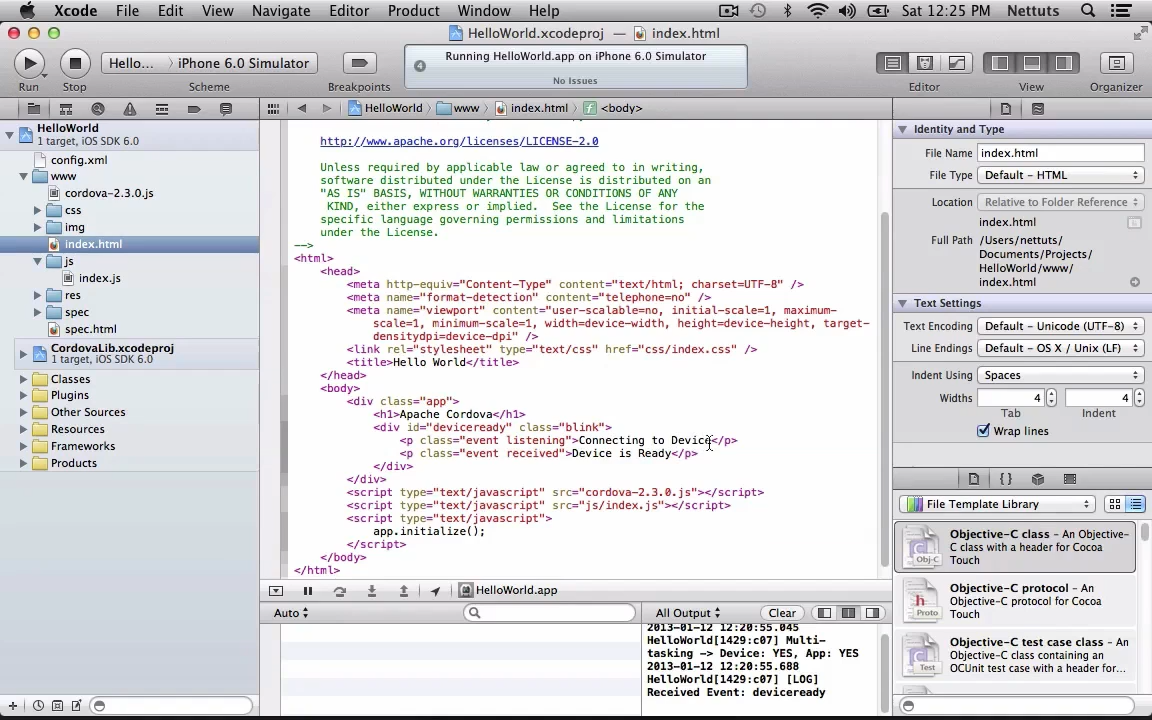 Xcode File Edit View Navigate Editor Product Window Help Sat 12:25 PM Nettuts
HelloWorld.xcodeproj — index.html
Hello... iPhone 6.0 Simulator
4 Running HelloWorld.app on iPhone 6.0 Simulator
No Issues
Run Stop Scheme Breakpoints Editor View Organizer
HelloWorld www index.html <body>
HelloWorld
1 target, iOS SDK 6.0
config.xml
www
cordova-2.3.0.js
css
img
index.html
js
index.js
res
spec
spec.html
CordovaLib.xcodeproj
1 target, iOS SDK 6.0
Classes
Plugins
Other Sources
Resources
Frameworks
Products
http://www.apache.org/licenses/LICENSE-2.0
Unless required by applicable law or agreed to in writing,
software distributed under the License is distributed on an
"AS IS" BASIS, WITHOUT WARRANTIES OR CONDITIONS OF ANY
KIND, either express or implied.  See the License for the
specific language governing permissions and limitations
under the License.
-->
<html>
<head>
<meta http-equiv="Content-Type" content="text/html; charset=UTF-8" />
<meta name="format-detection" content="telephone=no" />
<meta name="viewport" content="user-scalable=no, initial-scale=1, maximum-
scale=1, minimum-scale=1, width=device-width, height=device-height, target-
densitydpi=device-dpi" />
<link rel="stylesheet" type="text/css" href="css/index.css" />
<title>Hello World</title>
</head>
<body>
<div class="app">
<h1>Apache Cordova</h1>
<div id="deviceready" class="blink">
<p class="event listening">Connecting to Device</p>
<p class="event received">Device is Ready</p>
</div>
</div>
<script type="text/javascript" src="cordova-2.3.0.js"></script>
<script type="text/javascript" src="js/index.js"></script>
<script type="text/javascript">
app.initialize();
</script>
</body>
</html>
HelloWorld.app
Auto All Output Clear
2013-01-12 12:20:55.045
HelloWorld[1429:c07] Multi-
tasking -> Device: YES, App: YES
2013-01-12 12:20:55.688
HelloWorld[1429:c07] [LOG]
Received Event: deviceready
Identity and Type
File Name index.html
File Type Default - HTML
Location Relative to Folder Reference
index.html
Full Path /Users/nettuts/
Documents/Projects/
HelloWorld/www/
index.html
Text Settings
Text Encoding Default - Unicode (UTF-8)
Line Endings Default - OS X / Unix (LF)
Indent Using Spaces
Widths 4 4
Tab Indent
Wrap lines
{}
File Template Library
Obj-C
Objective-C class - An Objective-
C class with a header for Cocoa
Touch
Proto
Objective-C protocol - An
Objective-C protocol for Cocoa
Touch
Test
Objective-C test case class - An
Objective-C class containing an
OCUnit test case with a header for...